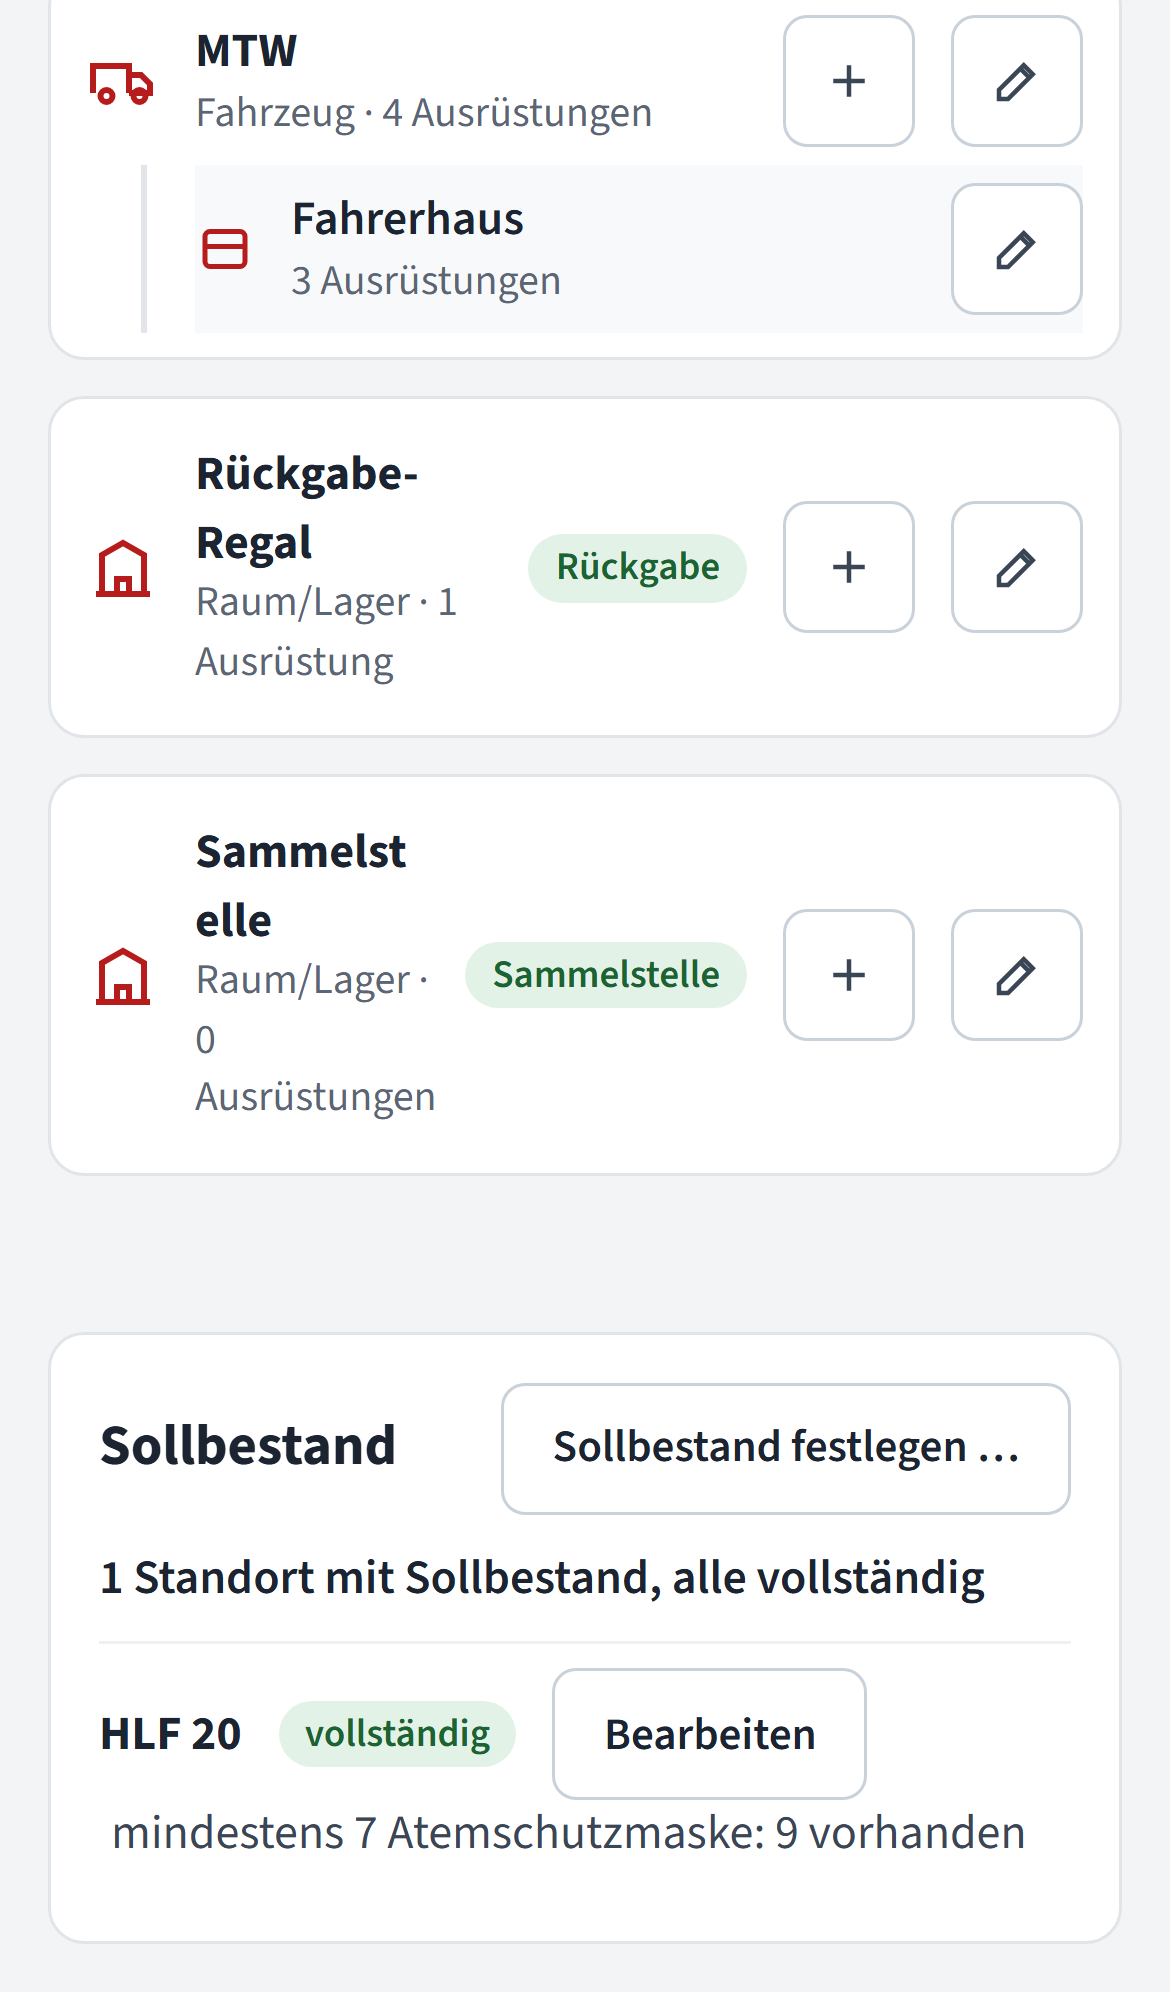 MTW
Fahrzeug · 4 Ausrüstungen
Fahrerhaus
3 Ausrüstungen
Rückgabe-
Regal
Raum/Lager · 1
Ausrüstung
Rückgabe
Sammelst
elle
Raum/Lager ·
0
Ausrüstungen
Sammelstelle
Sollbestand
Sollbestand festlegen …
1 Standort mit Sollbestand, alle vollständig
HLF 20 vollständig Bearbeiten
mindestens 7 Atemschutzmaske: 9 vorhanden